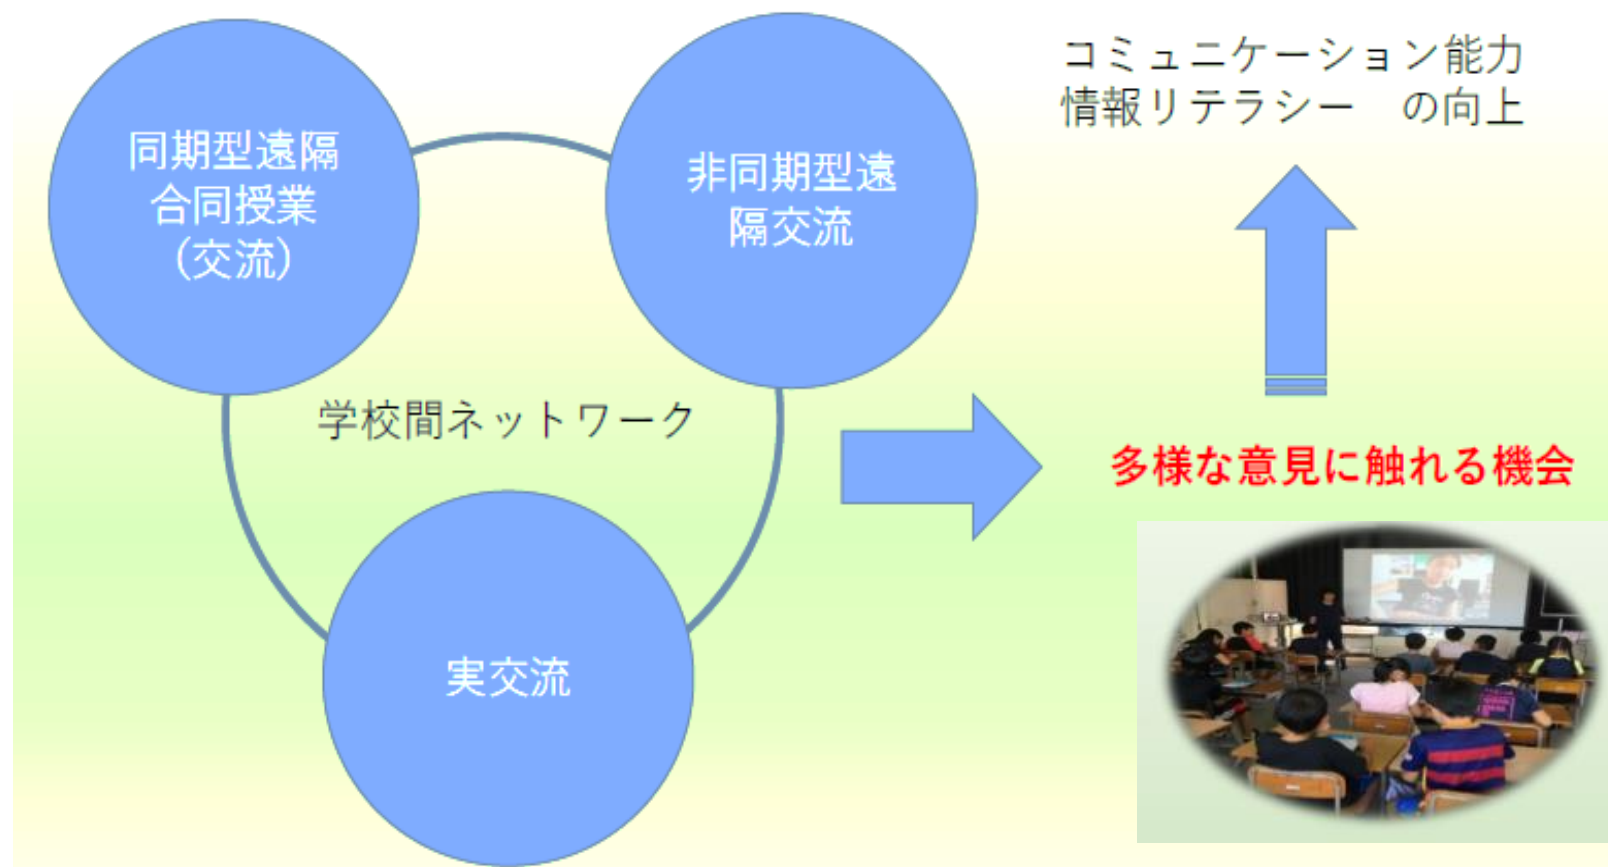 同期型遠隔
合同授業
（交流）
非同期型遠
隔交流
学校間ネットワーク
実交流
コミュニケーション能力
情報リテラシー　の向上
多様な意見に触れる機会